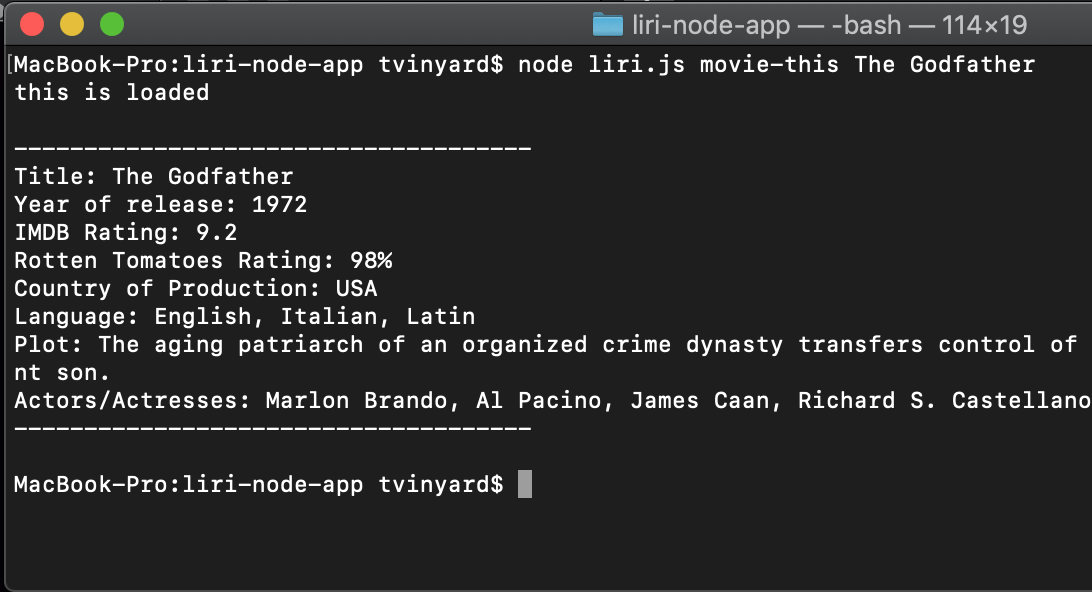 liri-node-app — -bash — 114×19
[MacBook-Pro:liri-node-app tvinyard$ node liri.js movie-this The Godfather
this is loaded
-------------------------------------
Title: The Godfather
Year of release: 1972
IMDB Rating: 9.2
Rotten Tomatoes Rating: 98%
Country of Production: USA
Language: English, Italian, Latin
Plot: The aging patriarch of an organized crime dynasty transfers control of
nt son.
Actors/Actresses: Marlon Brando, Al Pacino, James Caan, Richard S. Castellano
-------------------------------------
MacBook-Pro:liri-node-app tvinyard$